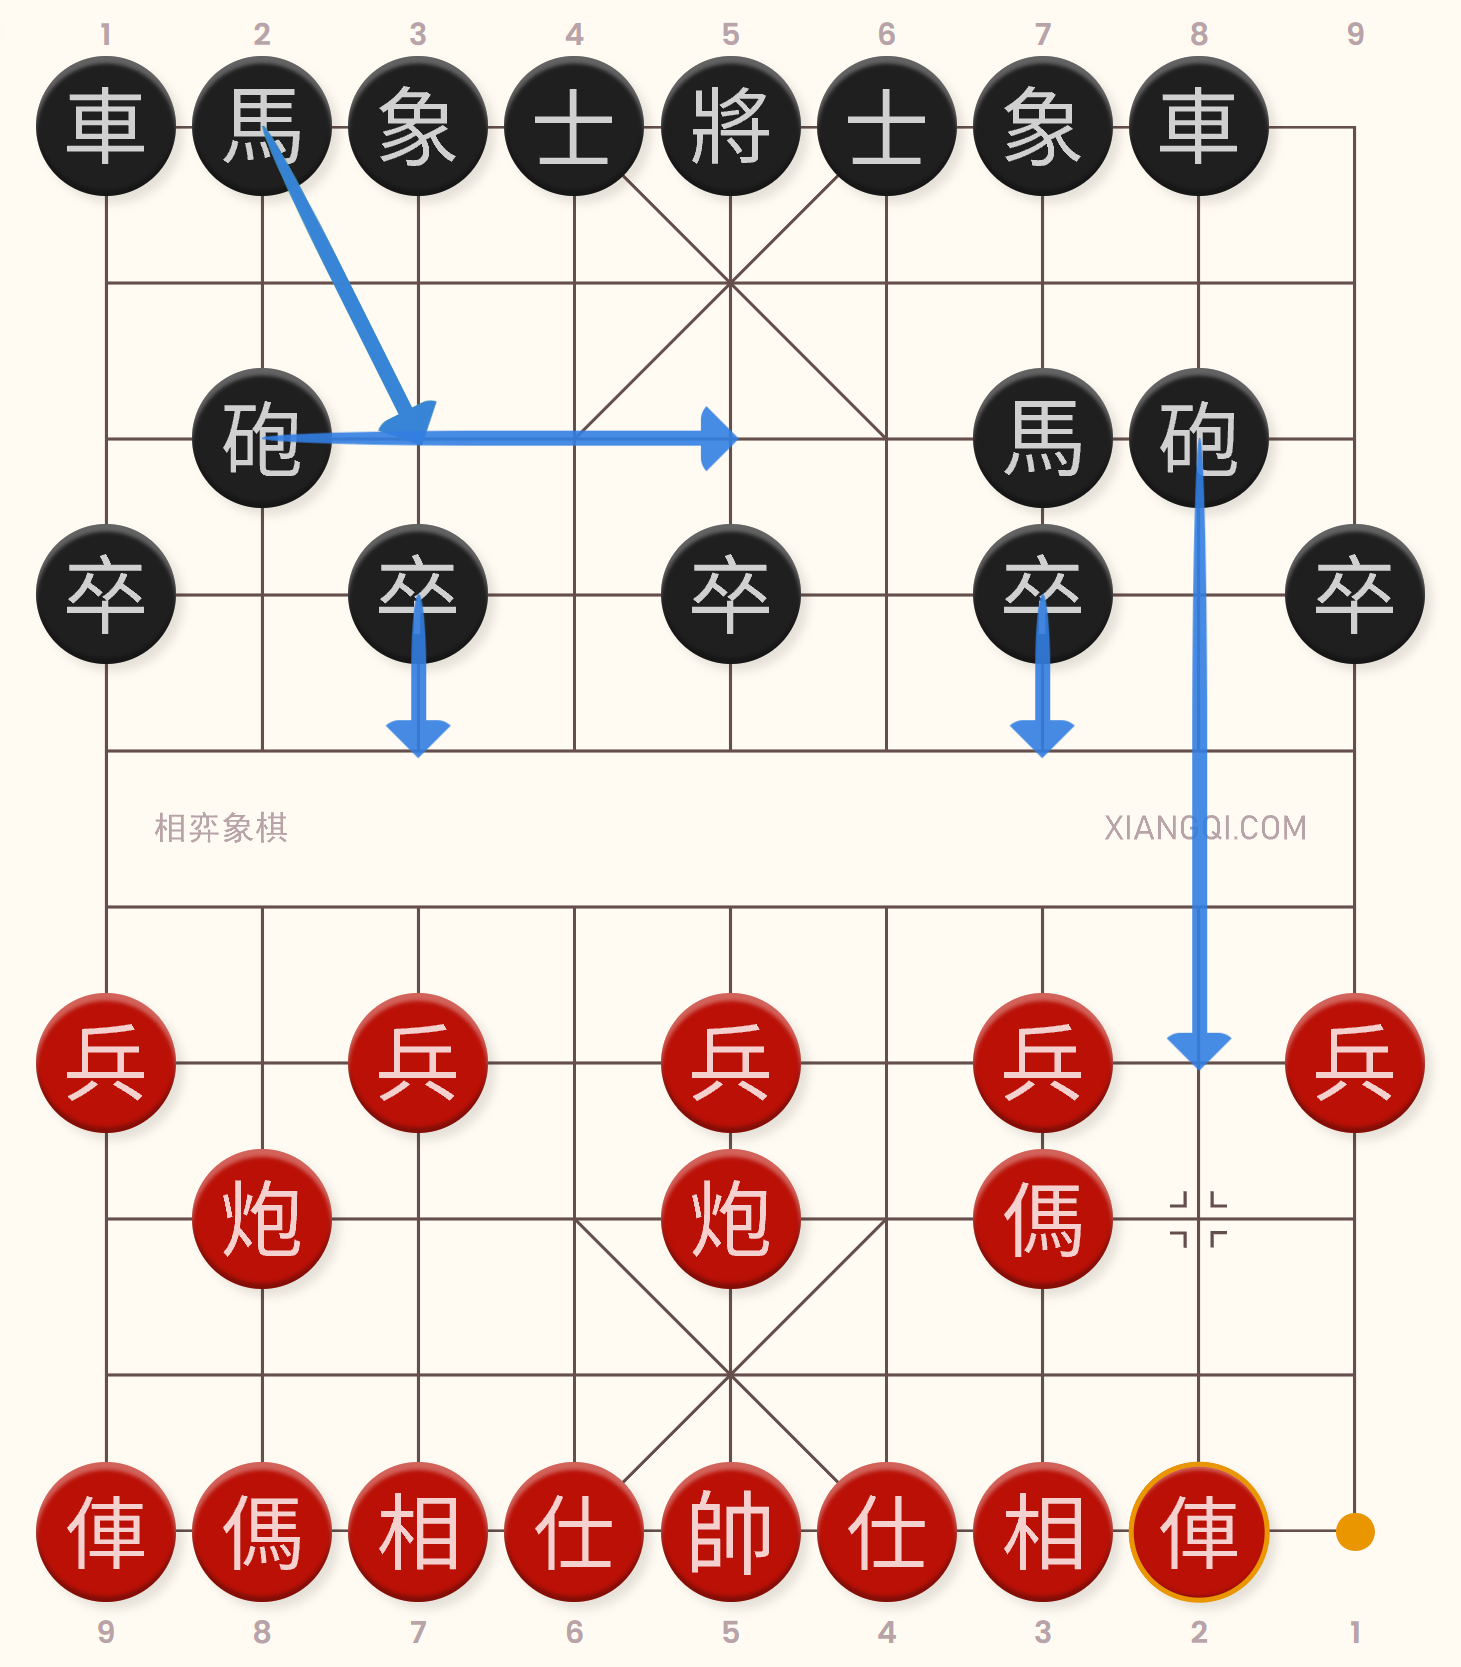 1 2 3 4 5 6 7 8 9
車 馬 象 士 將 士 象 車
砲 馬 砲
卒 卒 卒 卒 卒
相弈象棋 XIANGQI.COM
兵 兵 兵 兵 兵
炮 炮 傌
俥 傌 相 仕 帥 仕 相 俥
9 8 7 6 5 4 3 2 1